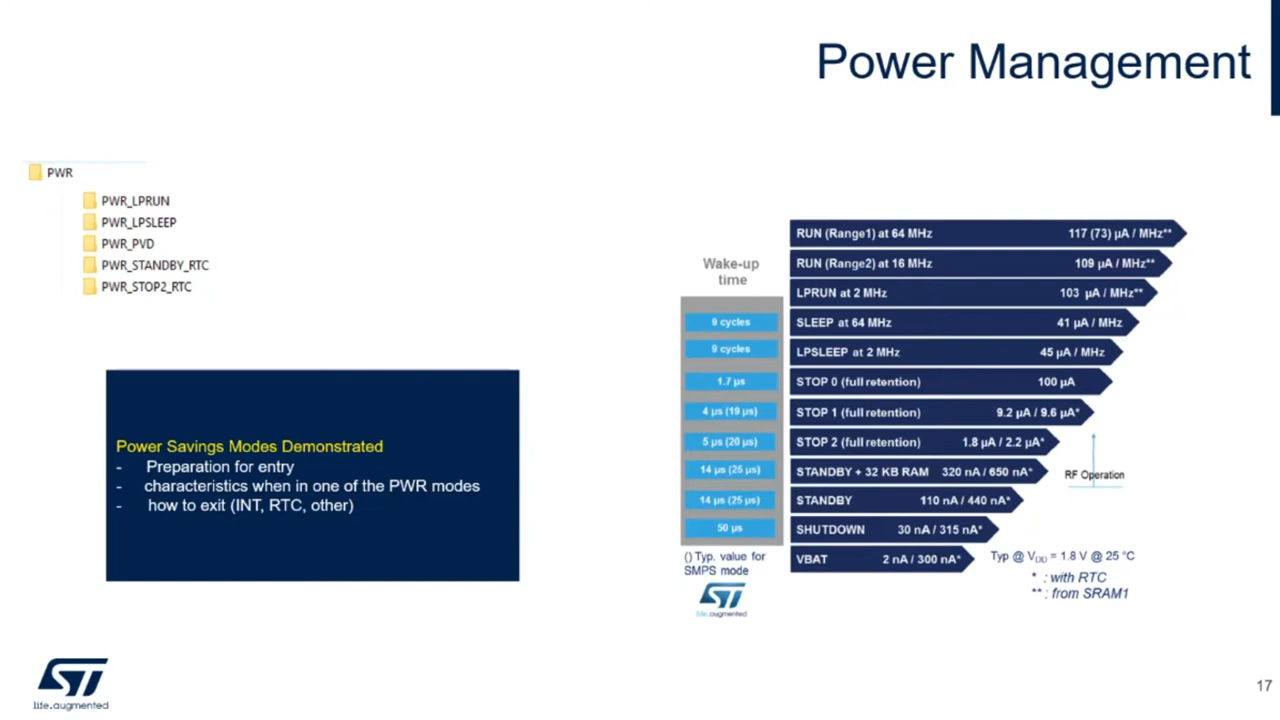 Power Management
PWR
PWR_LPRUN
PWR_LPSLEEP
PWR_PVD
PWR_STANDBY_RTC
PWR_STOP2_RTC
Power Savings Modes Demonstrated
- Preparation for entry
- characteristics when in one of the PWR modes
- how to exit (INT, RTC, other)
Wake-up
time
RUN (Range1) at 64 MHz 117 (73) µA / MHz**
RUN (Range2) at 16 MHz 109 µA / MHz**
LPRUN at 2 MHz 103 µA / MHz**
9 cycles SLEEP at 64 MHz 41 µA / MHz
9 cycles LPSLEEP at 2 MHz 45 µA / MHz
1.7 µs STOP 0 (full retention) 100 µA
4 µs (19 µs) STOP 1 (full retention) 9.2 µA / 9.6 µA*
5 µs (20 µs) STOP 2 (full retention) 1.8 µA / 2.2 µA*
14 µs (25 µs) STANDBY + 32 KB RAM 320 nA / 650 nA*
14 µs (25 µs) STANDBY 110 nA / 440 nA*
50 µs SHUTDOWN 30 nA / 315 nA*
VBAT 2 nA / 300 nA*
RF Operation
() Typ. value for
SMPS mode
Typ @ VDD = 1.8 V @ 25 °C
* : with RTC
** : from SRAM1
ST
life.augmented
ST
life.augmented
17